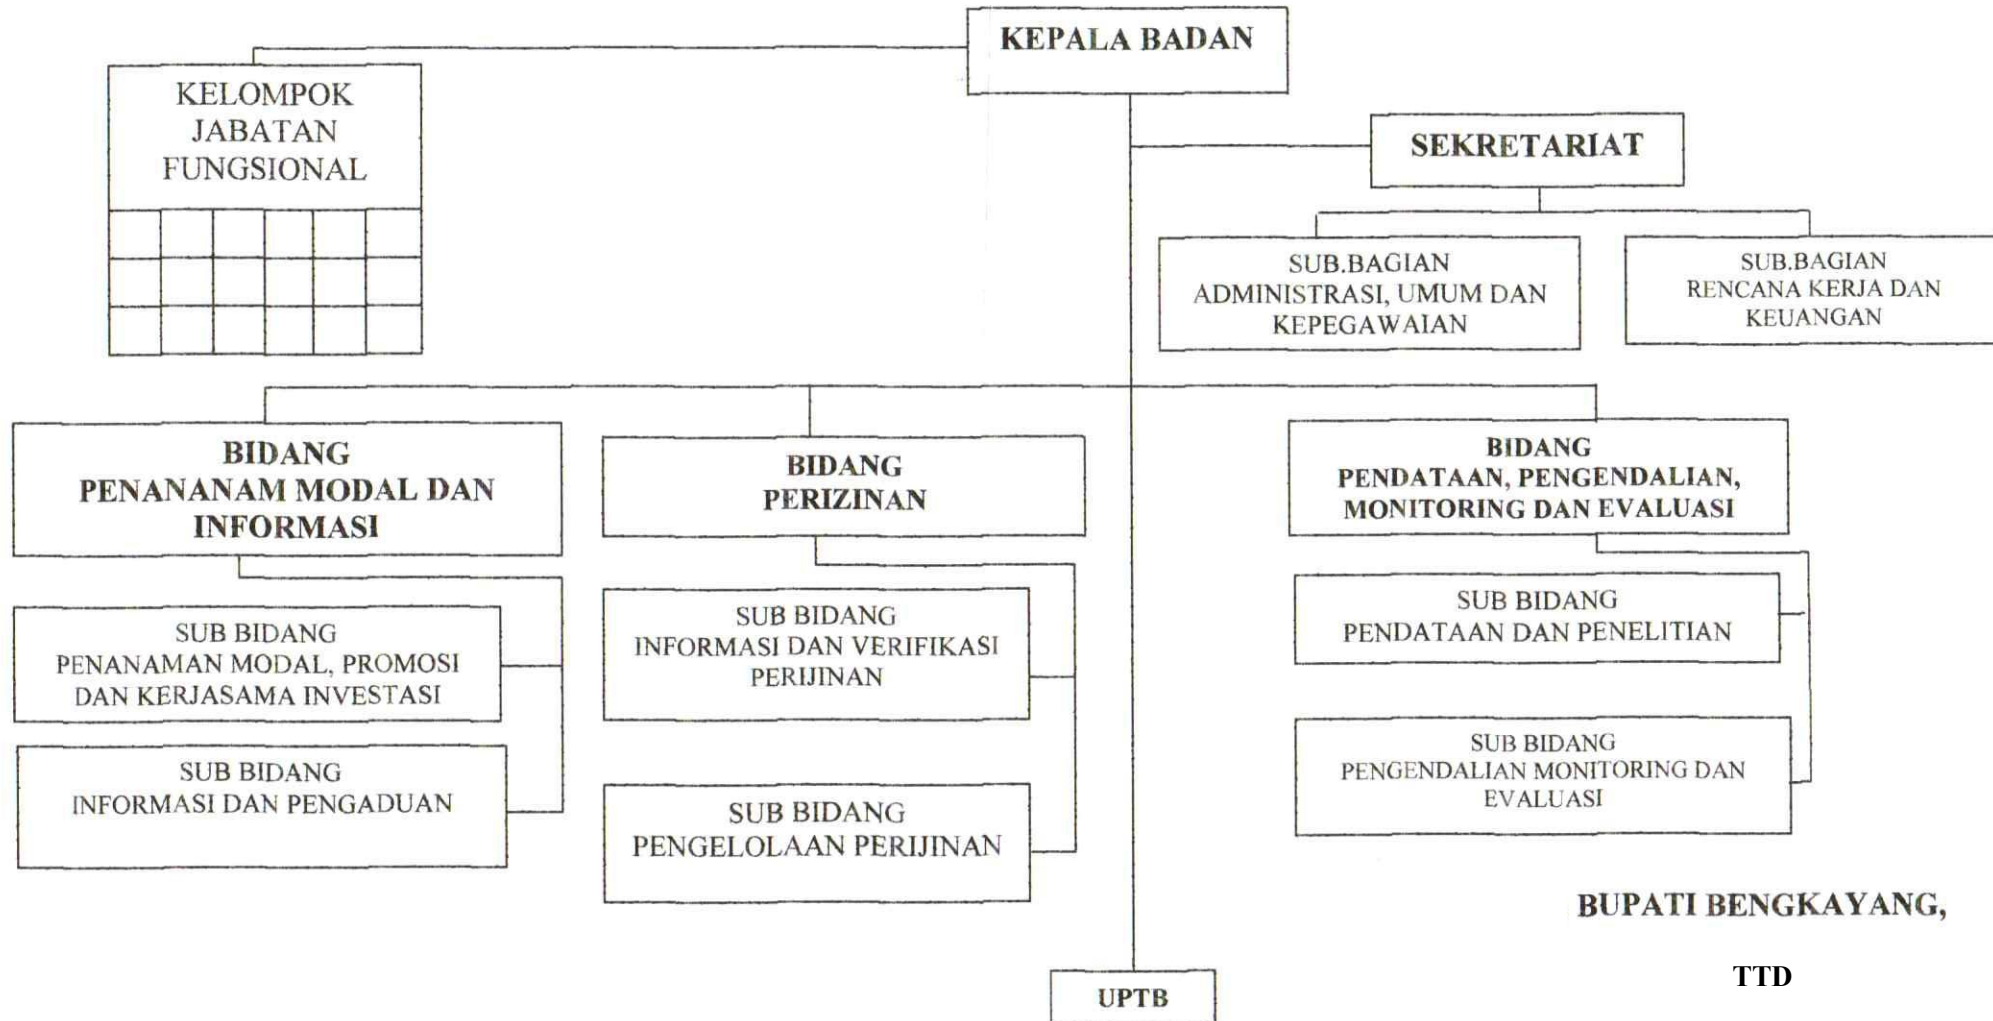 KEPALA BADAN
KELOMPOK
JABATAN
FUNGSIONAL
SEKRETARIAT
SUB.BAGIAN
ADMINISTRASI, UMUM DAN
KEPEGAWAIAN
SUB.BAGIAN
RENCANA KERJA DAN
KEUANGAN
BIDANG
PENANANAM MODAL DAN
INFORMASI
BIDANG
PERIZINAN
BIDANG
PENDATAAN, PENGENDALIAN,
MONITORING DAN EVALUASI
SUB BIDANG
PENANAMAN MODAL, PROMOSI
DAN KERJASAMA INVESTASI
SUB BIDANG
INFORMASI DAN VERIFIKASI
PERIJINAN
SUB BIDANG
PENDATAAN DAN PENELITIAN
SUB BIDANG
INFORMASI DAN PENGADUAN
SUB BIDANG
PENGELOLAAN PERIJINAN
SUB BIDANG
PENGENDALIAN MONITORING DAN
EVALUASI
BUPATI BENGKAYANG,
TTD
UPTB